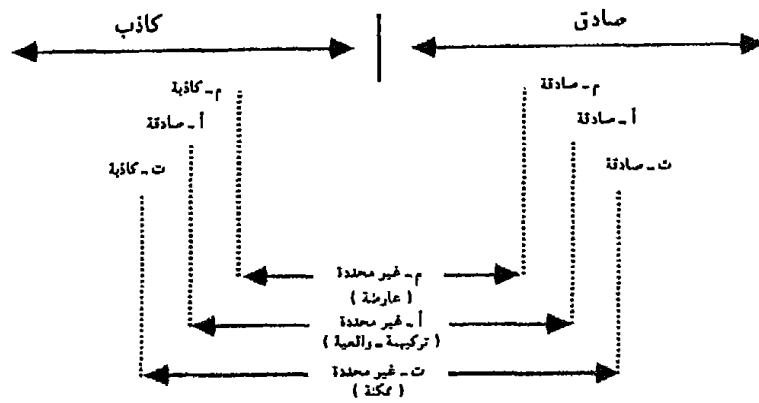 صادق
كاذب
م ـ صادقة
م ـ كاذبة
أ ـ صادقة
أ ـ صادقة
ت ـ صادقة
ت ـ كاذبة
م ـ غير محددة
( عارضة )
أ ـ غير محددة
( تركيبية ـ واقعية )
ت ـ غير محددة
( ممكنة )